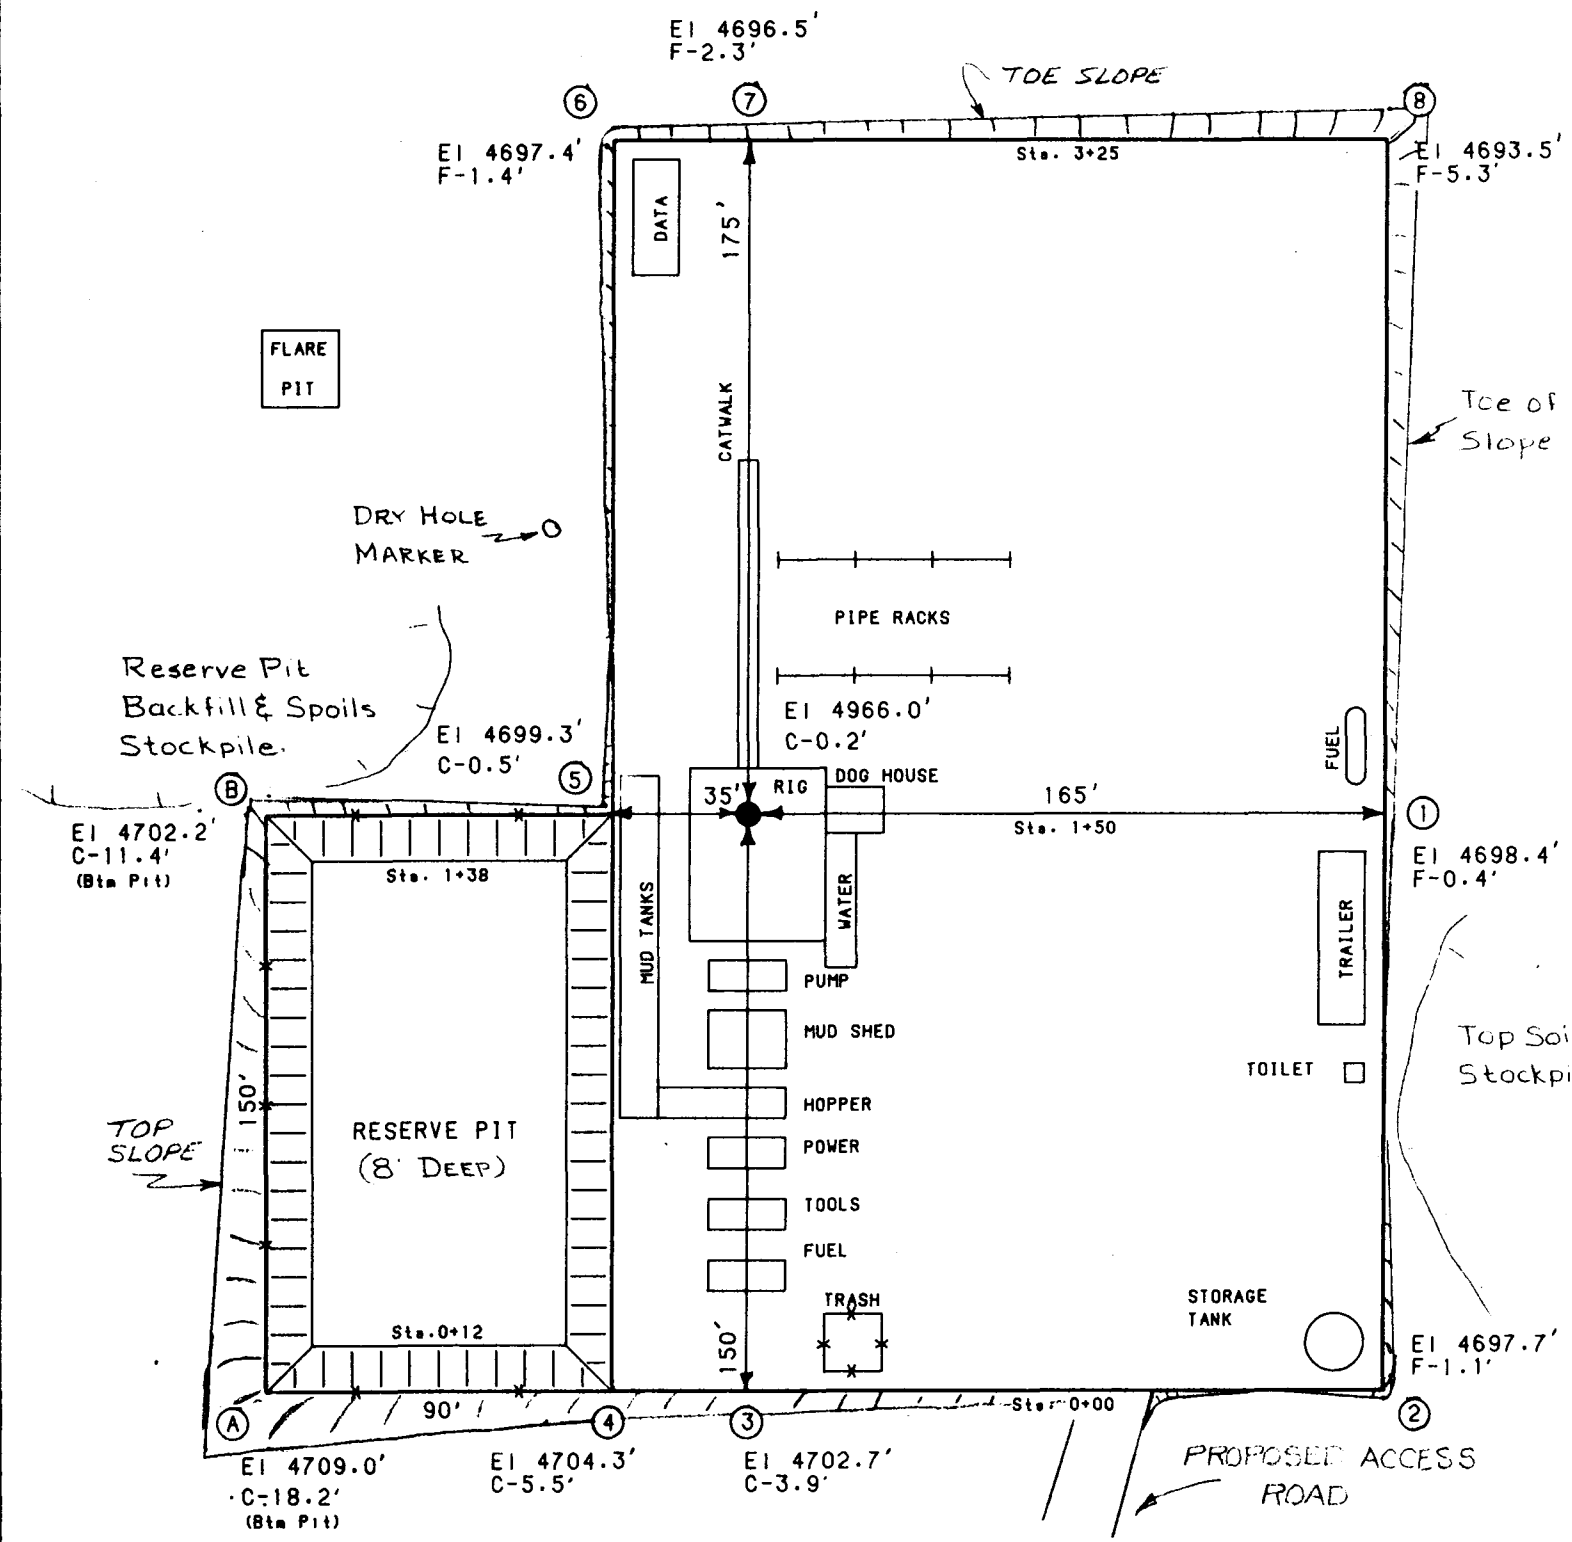 El 4696.5'
F-2.3'
TOE SLOPE
6
7
8
El 4697.4'
F-1.4'
Sta. 3+25
El 4693.5'
F-5.3'
DATA
175'
FLARE
PIT
CATWALK
Toe of
Slope
DRY HOLE
MARKER
PIPE RACKS
Reserve Pit
Backfill & Spoils
Stockpile.
El 4699.3'
C-0.5'
El 4966.0'
C-0.2'
FUEL
B
5
35'
RIG
DOG HOUSE
165'
1
Sta. 1+50
El 4702.2'
C-11.4'
(Btm Pit)
Sta. 1+38
El 4698.4'
F-0.4'
MUD TANKS
WATER
TRAILER
PUMP
MUD SHED
Top Soi
Stockpi
TOILET
150'
HOPPER
TOP
SLOPE
RESERVE PIT
(8' DEEP)
POWER
TOOLS
FUEL
TRASH
STORAGE
TANK
Sta. 0+12
150'
El 4697.7'
F-1.1'
A
90'
4
3
Sta. 0+00
2
El 4709.0'
C-18.2'
(Btm Pit)
El 4704.3'
C-5.5'
El 4702.7'
C-3.9'
PROPOSED ACCESS
ROAD